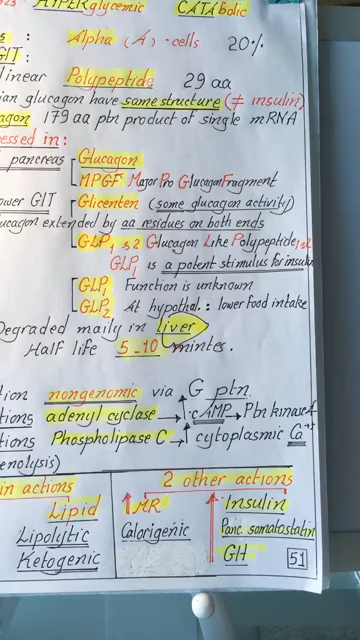 HYPERglycemic CATAbolic
: Alpha (A)-cells 20%
GIT:
linear Polypeptide 29 aa
ian glucagon have same structure (≠ insulin)
agon 179 aa ptn product of single mRNA
essed in:
pancreas Glucagon
MPGF Major Pro Glucagon Fragment
ower GIT Glicenten (some glucagon activity)
ucagon extended by aa residues on both ends
GLP1 & 2 Glucagon Like Polypeptide
GLP1 is a potent stimulus for insulin
GLP1 Function is unknown
GLP2 At hypothal.: lower food intake
Degraded maily in liver
Half life 5-10 mintes.
tion nongenomic via G ptn.
tions adenyl cyclase → ↑ cAMP → Ptn kinase A
tions Phospholipase C → ↑ cytoplasmic Ca++
enolysis)
in actions 2 other actions
Lipid ↑ MR ↑ Insulin
Lipolytic Calorigenic Panc. somatostatin
Ketogenic GH
51